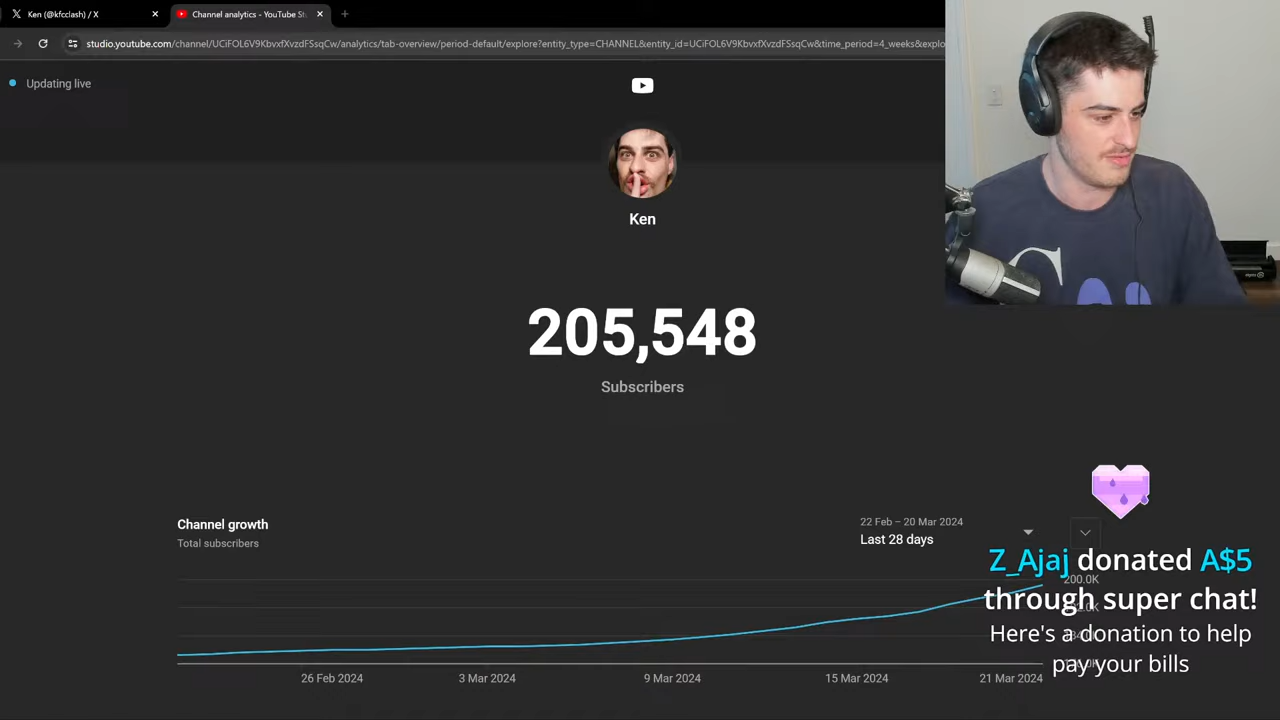 Ken (@kfcclash) / X
Channel analytics - YouTube St
studio.youtube.com/channel/UCiFOL6V9KbvxfXvzdFSsqCw/analytics/tab-overview/period-default/explore?entity_type=CHANNEL&entity_id=UCiFOL6V9KbvxfXvzdFSsqCw&time_period=4_weeks&explo
Updating live
Ken
205,548
Subscribers
Channel growth
Total subscribers
22 Feb – 20 Mar 2024
Last 28 days
Z_Ajaj donated A$5
through super chat!
Here's a donation to help
pay your bills
200.0K
26 Feb 2024
3 Mar 2024
9 Mar 2024
15 Mar 2024
21 Mar 2024